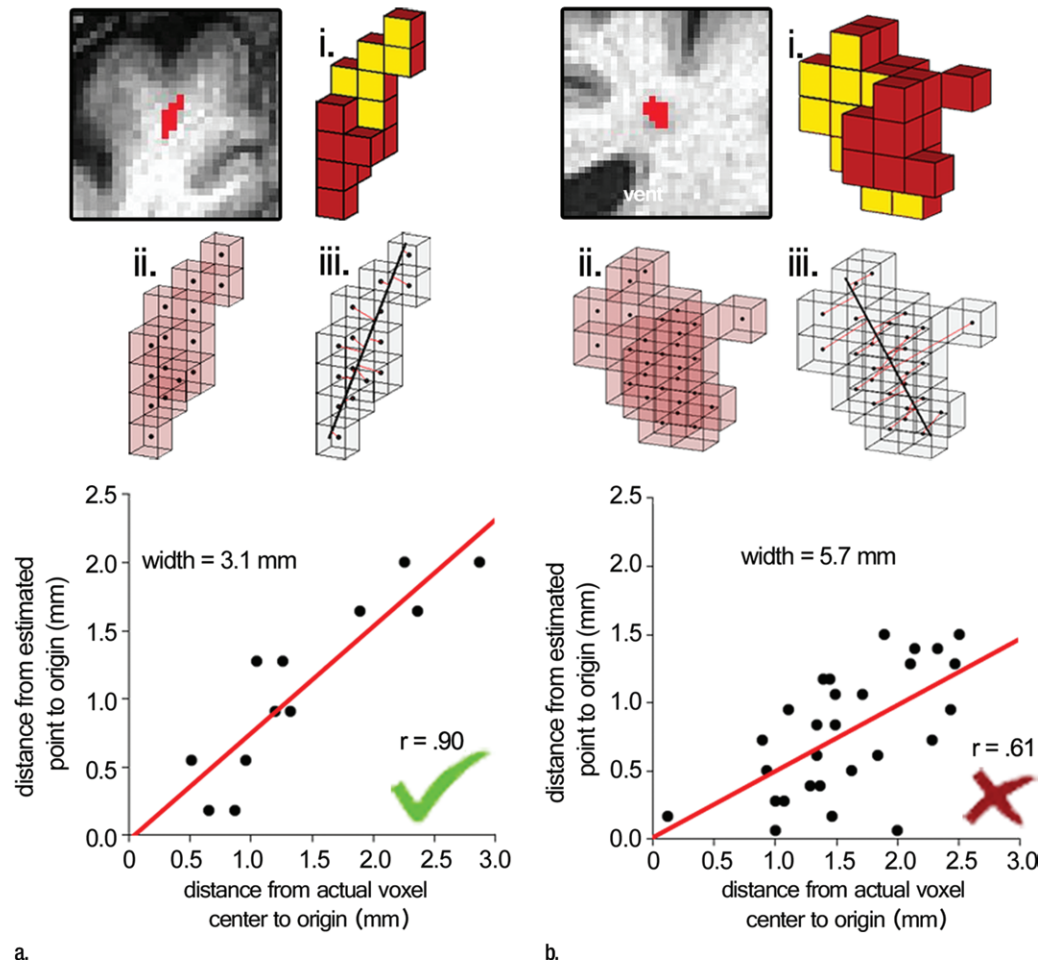 i.
ii.
iii.
2.5
2.0
1.5
1.0
0.5
0.0
distance from estimated
point to origin (mm)
width = 3.1 mm
r = .90
0
0.5
1.0
1.5
2.0
2.5
3.0
distance from actual voxel
center to origin (mm)
a.
vent
i.
ii.
iii.
2.5
2.0
1.5
1.0
0.5
0.0
distance from estimated
point to origin (mm)
width = 5.7 mm
r = .61
0
0.5
1.0
1.5
2.0
2.5
3.0
distance from actual voxel
center to origin (mm)
b.